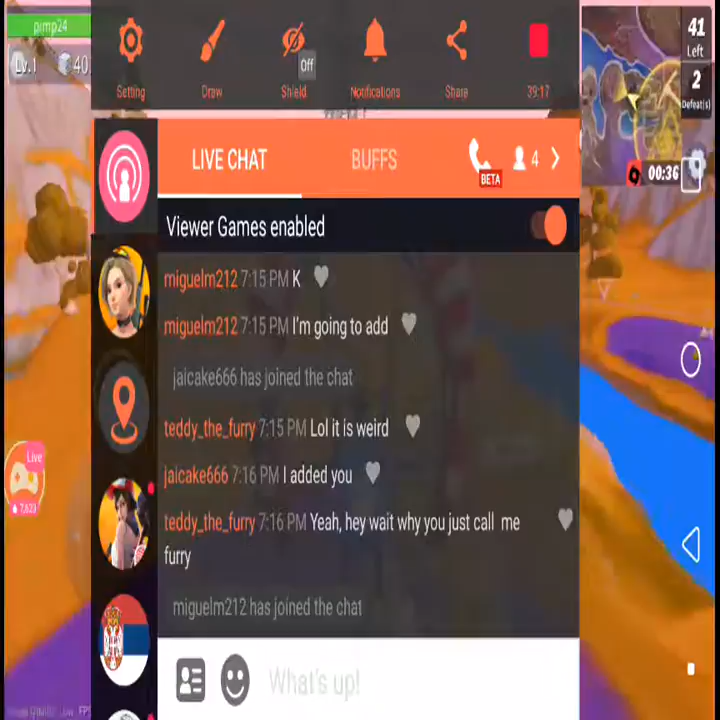 pimp24
Lv.1 40
Setting
Draw
Off
Shield
Notifications
Share
39:17
41
Left
2
Defeat(s)
00:36
LIVE CHAT BUFFS BETA 4
Viewer Games enabled
miguelm212 7:15 PM K
miguelm212 7:15 PM I'm going to add
jaicake666 has joined the chat
teddy_the_furry 7:15 PM Lol it is weird
jaicake666 7:16 PM I added you
teddy_the_furry 7:16 PM Yeah, hey wait why you just call me
furry
miguelm212 has joined the chat
What's up!
Live
7,623